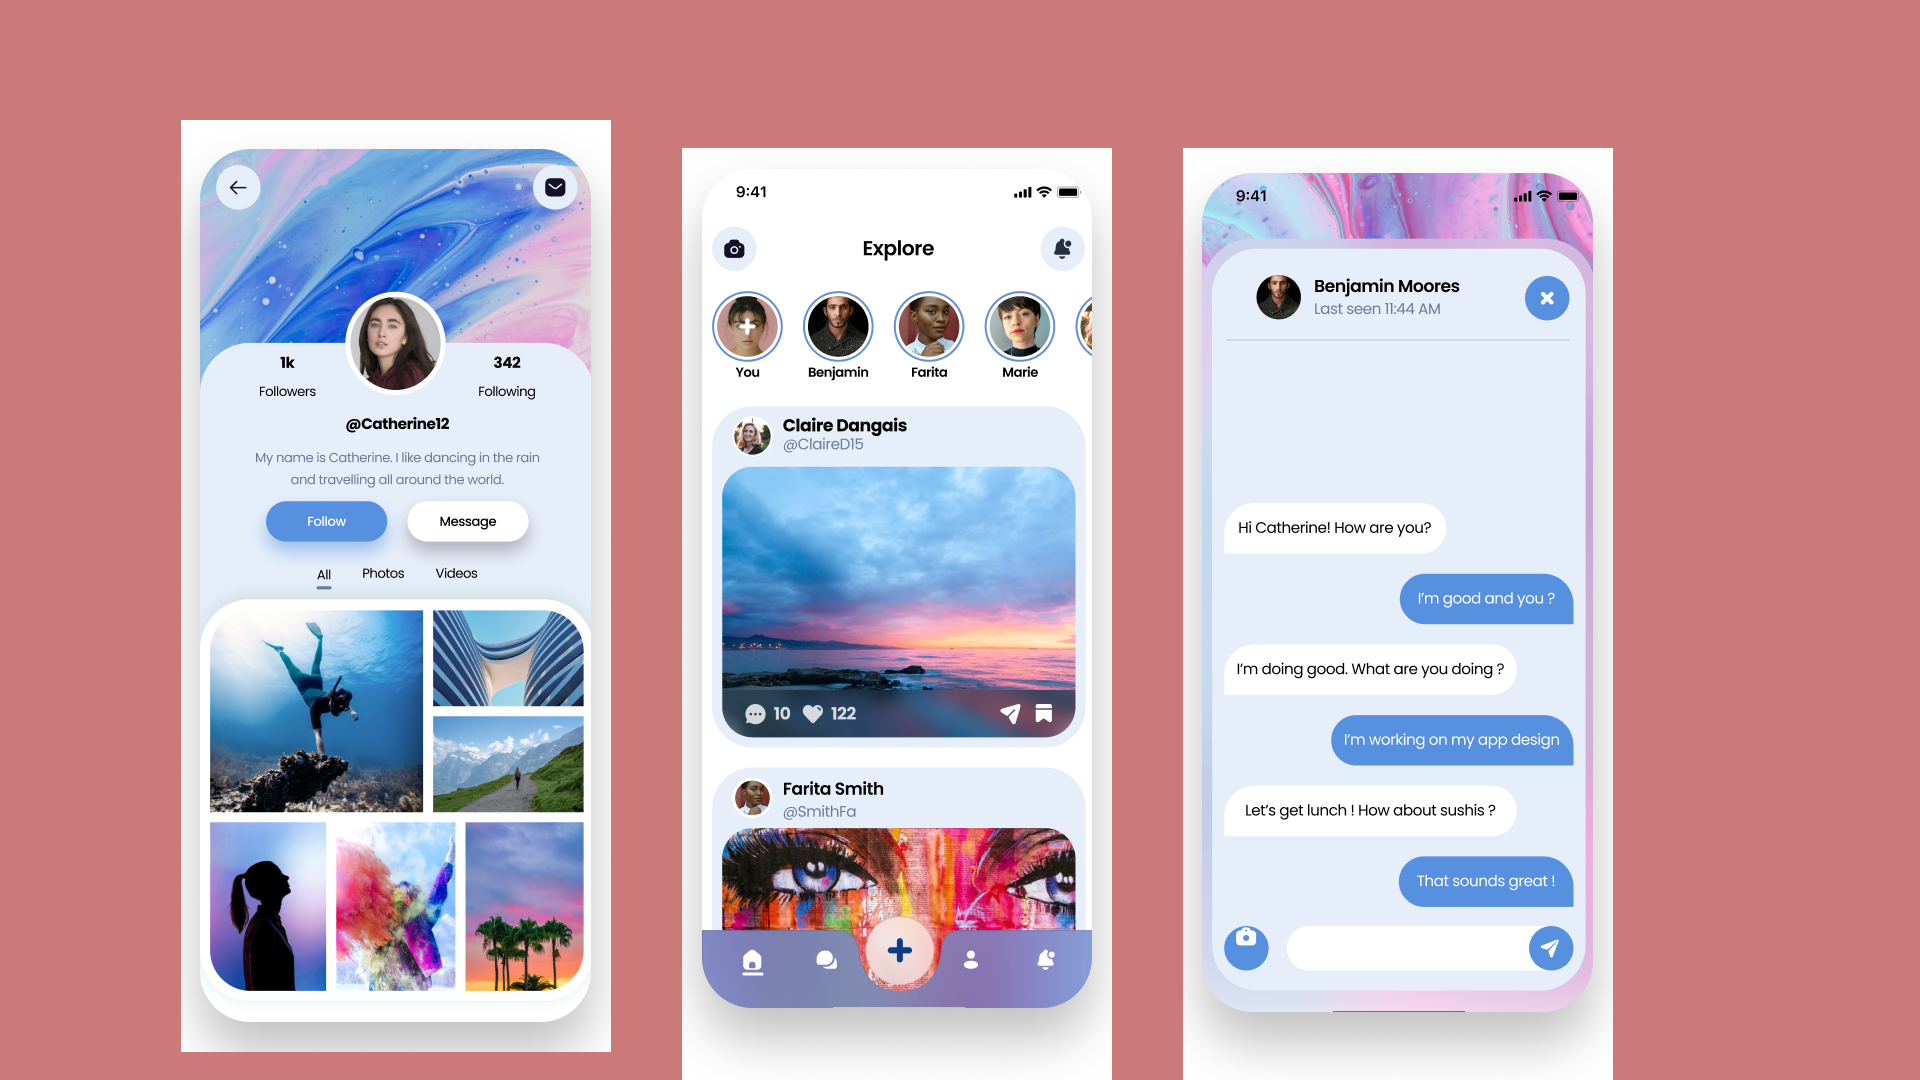 1k
Followers
342
Following
@Catherine12
My name is Catherine. I like dancing in the rain
and travelling all around the world.
Follow
Message
All
Photos
Videos
9:41
Explore
You
Benjamin
Farita
Marie
Claire Dangais
@ClaireD15
10
122
Farita Smith
@SmithFa
9:41
Benjamin Moores
Last seen 11:44 AM
Hi Catherine! How are you?
I'm good and you ?
I'm doing good. What are you doing ?
I'm working on my app design
Let's get lunch ! How about sushis ?
That sounds great !